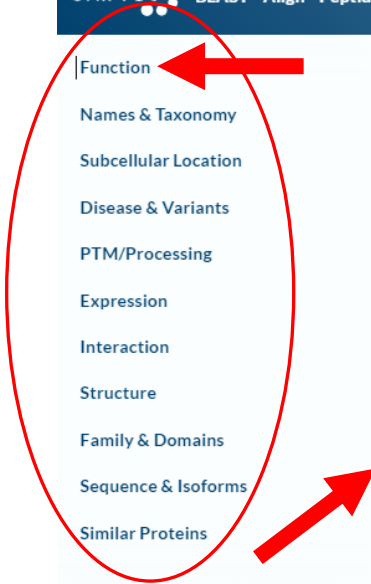 BLAST Align
Function
Names & Taxonomy
Subcellular Location
Disease & Variants
PTM/Processing
Expression
Interaction
Structure
Family & Domains
Sequence & Isoforms
Similar Proteins